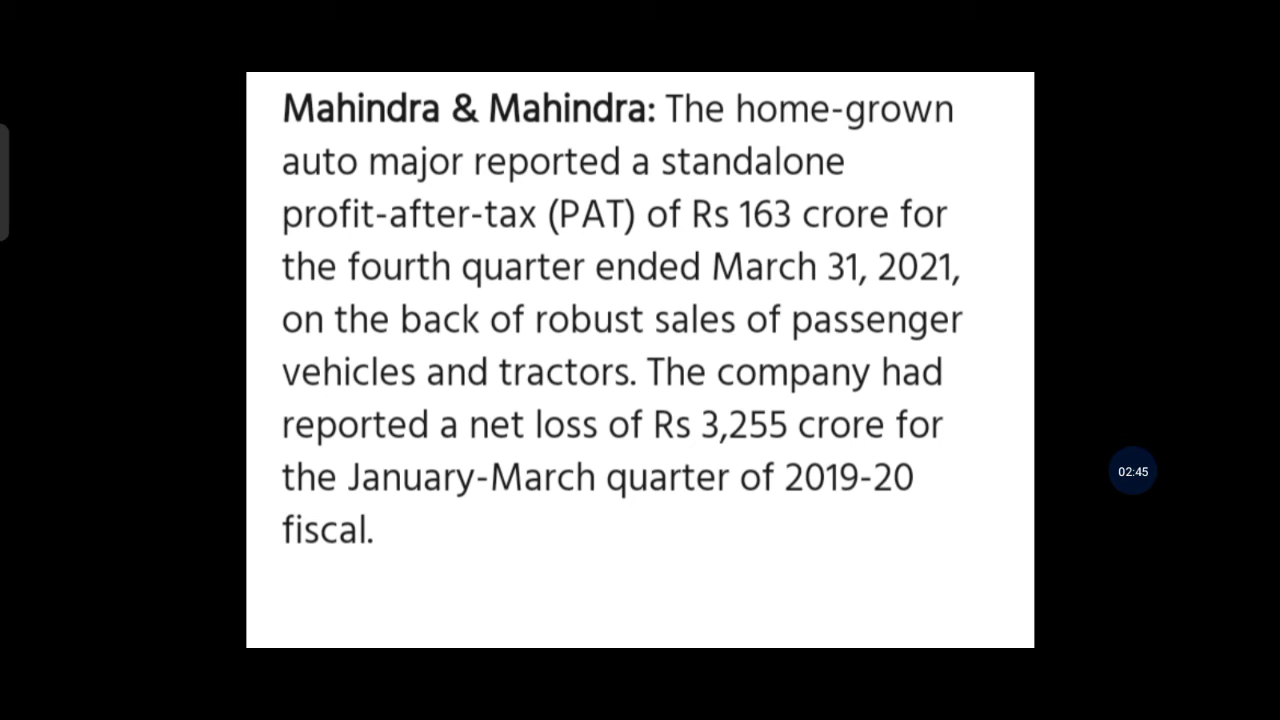 Mahindra & Mahindra: The home-grown
auto major reported a standalone
profit-after-tax (PAT) of Rs 163 crore for
the fourth quarter ended March 31, 2021,
on the back of robust sales of passenger
vehicles and tractors. The company had
reported a net loss of Rs 3,255 crore for
the January-March quarter of 2019-20
fiscal.
02:45